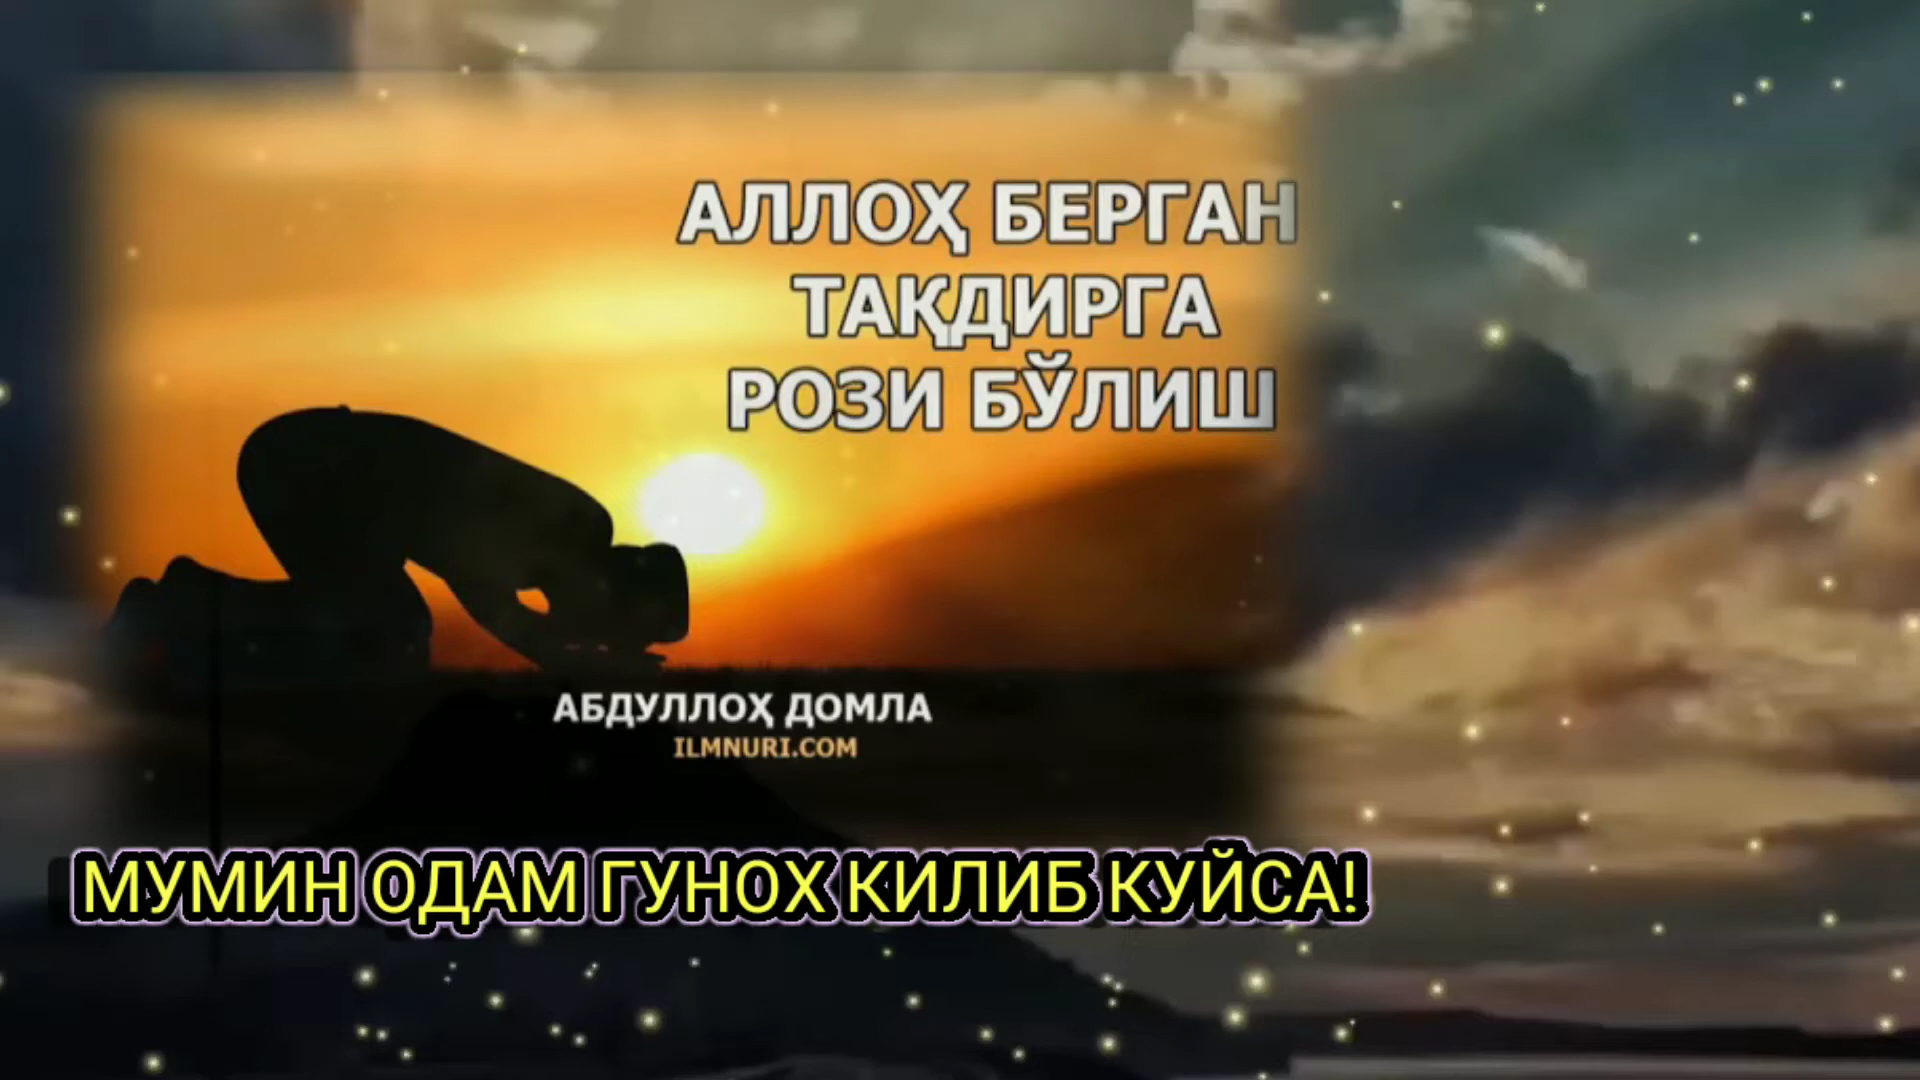 АЛЛОҲ БЕРГАН
ТАҚДИРГА
РОЗИ БЎЛИШ
АБДУЛЛОҲ ДОМЛА
ILMNURI.COM
МУМИН ОДАМ ГУНОХ КИЛИБ КУЙСА!